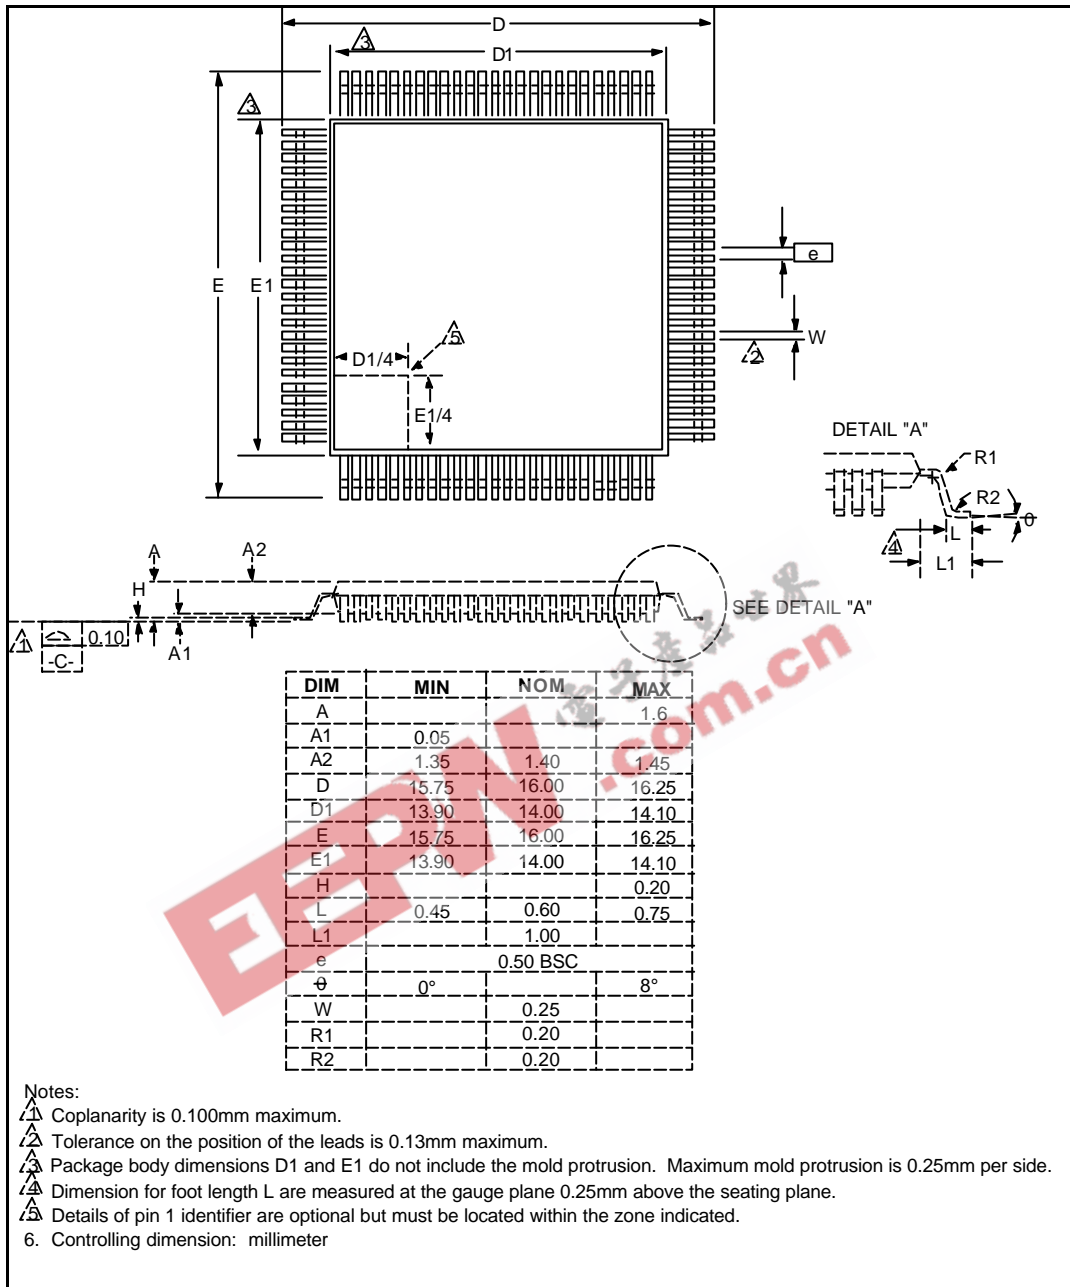 D
3
D1
3
E
E1
e
W
2
5
D1/4
E1/4
DETAIL "A"
R1
R2
θ
L
4
L1
A
A2
H
SEE DETAIL "A"
1
0.10
A1
-C-
電子產品世界
.com.cn
EEPW
DIM MIN NOM MAX
A 1.6
A1 0.05
A2 1.35 1.40 1.45
D 15.75 16.00 16.25
D1 13.90 14.00 14.10
E 15.75 16.00 16.25
E1 13.90 14.00 14.10
H 0.20
L 0.45 0.60 0.75
L1 1.00
e 0.50 BSC
θ 0° 8°
W 0.25
R1 0.20
R2 0.20
Notes:
1 Coplanarity is 0.100mm maximum.
2 Tolerance on the position of the leads is 0.13mm maximum.
3 Package body dimensions D1 and E1 do not include the mold protrusion. Maximum mold protrusion is 0.25mm per side.
4 Dimension for foot length L are measured at the gauge plane 0.25mm above the seating plane.
5 Details of pin 1 identifier are optional but must be located within the zone indicated.
6. Controlling dimension: millimeter